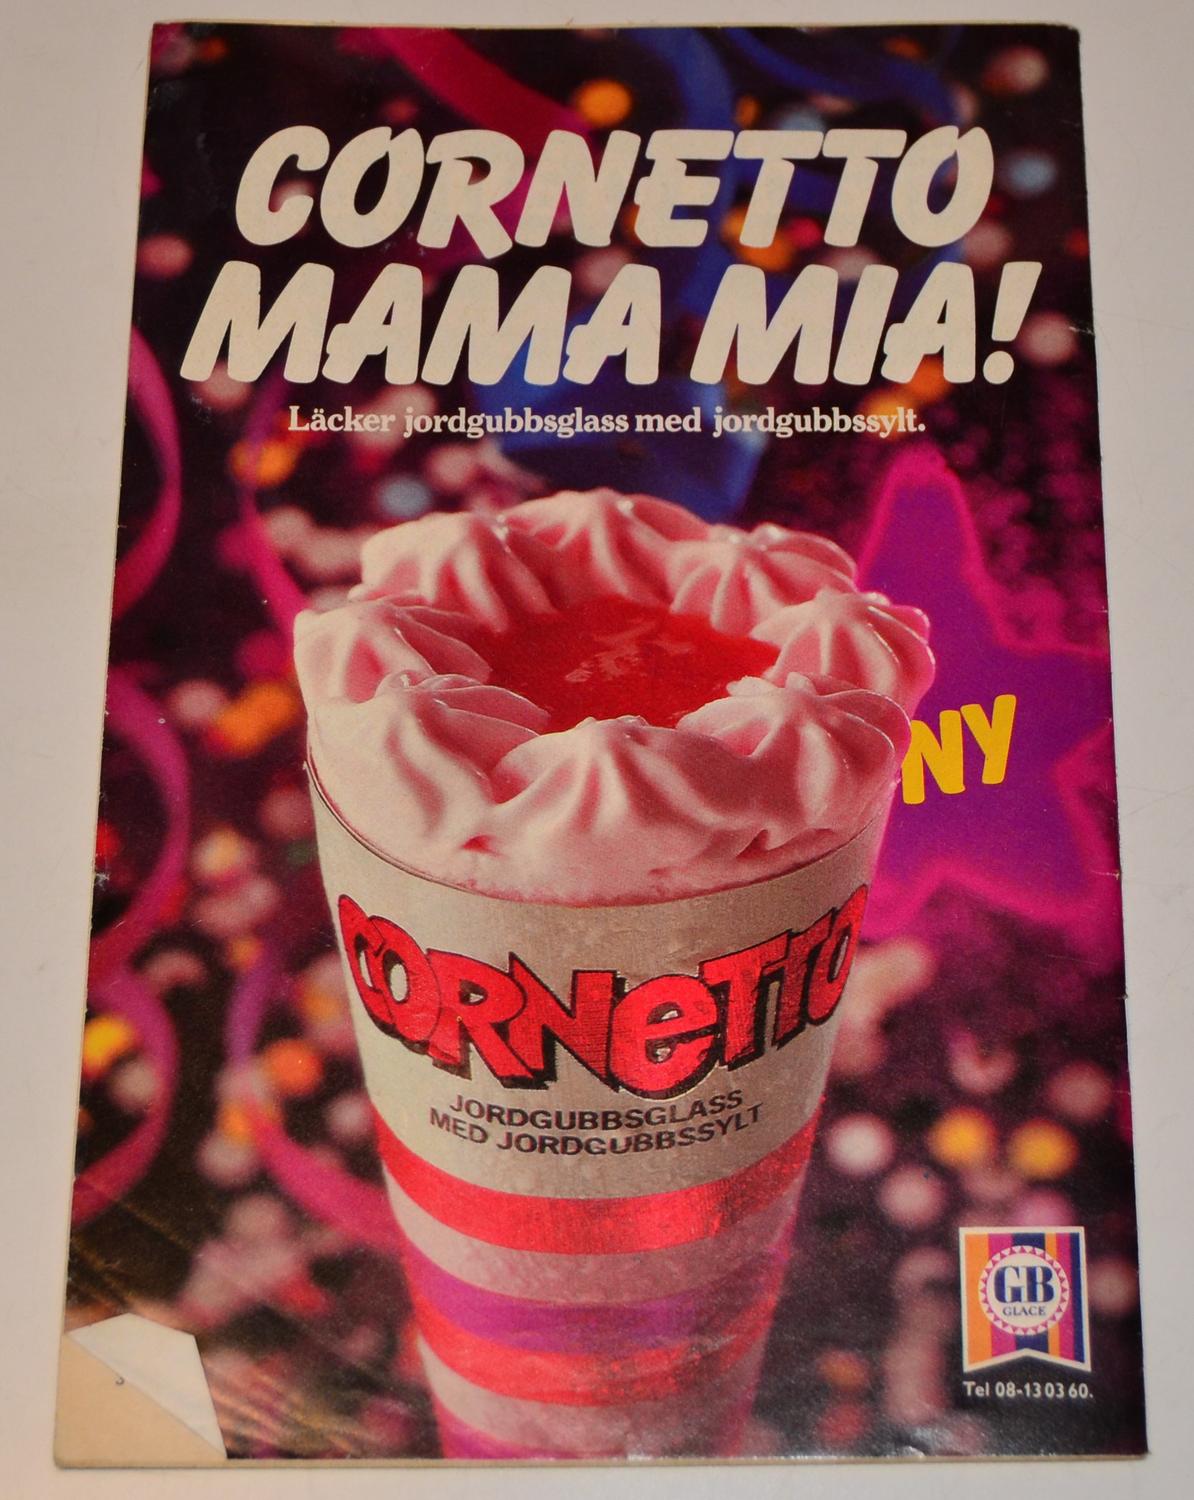 CORNETTO
MAMA MIA!
Läcker jordgubbsglass med jordgubbssylt.
NY
CORNeTTO
JORDGUBBSGLASS
MED JORDGUBBSSYLT
GB
GLACE
Tel 08-13 03 60.